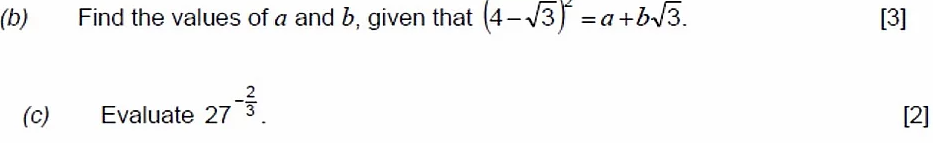 (b) Find the values of a and b, given that (4−√3)² = a+b√3. [3]
(c) Evaluate 27^(−2/3). [2]